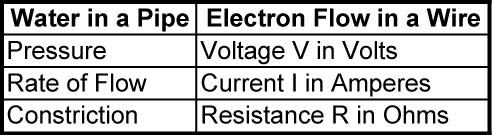 Water in a Pipe Electron Flow in a Wire
Pressure Voltage V in Volts
Rate of Flow Current I in Amperes
Constriction Resistance R in Ohms